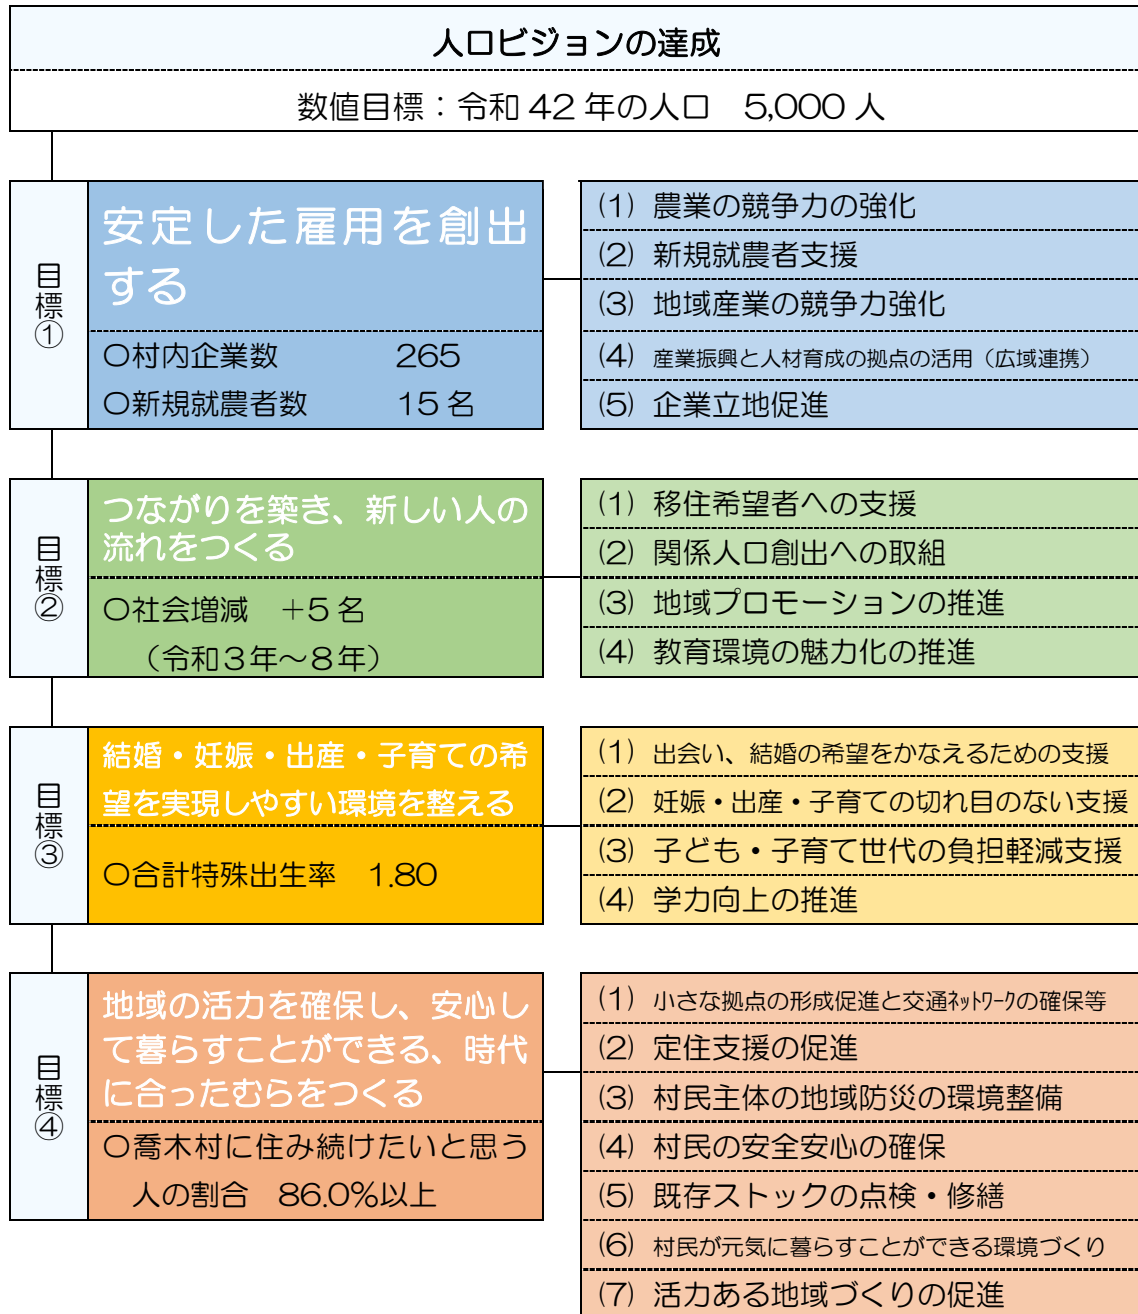 人口ビジョンの達成
数値目標：令和 42 年の人口　5,000 人
目標①
安定した雇用を創出
する
〇村内企業数　265
〇新規就農者数　15 名
(1) 農業の競争力の強化
(2) 新規就農者支援
(3) 地域産業の競争力強化
(4) 産業振興と人材育成の拠点の活用（広域連携）
(5) 企業立地促進
目標②
つながりを築き、新しい人の
流れをつくる
〇社会増減　+5 名
（令和3年～8年）
(1) 移住希望者への支援
(2) 関係人口創出への取組
(3) 地域プロモーションの推進
(4) 教育環境の魅力化の推進
目標③
結婚・妊娠・出産・子育ての希
望を実現しやすい環境を整える
〇合計特殊出生率　1.80
(1) 出会い、結婚の希望をかなえるための支援
(2) 妊娠・出産・子育ての切れ目のない支援
(3) 子ども・子育て世代の負担軽減支援
(4) 学力向上の推進
目標④
地域の活力を確保し、安心し
て暮らすことができる、時代
に合ったむらをつくる
〇喬木村に住み続けたいと思う
人の割合　86.0%以上
(1) 小さな拠点の形成促進と交通ﾈｯﾄﾜｰｸの確保等
(2) 定住支援の促進
(3) 村民主体の地域防災の環境整備
(4) 村民の安全安心の確保
(5) 既存ストックの点検・修繕
(6) 村民が元気に暮らすことができる環境づくり
(7) 活力ある地域づくりの促進